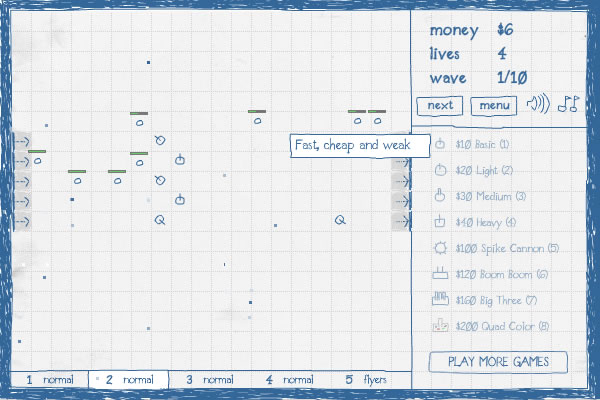 money $6
lives 4
wave 1/10
next menu
Fast, cheap and weak
$10 Basic (1)
$20 Light (2)
$30 Medium (3)
$40 Heavy (4)
$100 Spike Cannon (5)
$120 Boom Boom (6)
$160 Big Three (7)
$200 Quad Color (8)
PLAY MORE GAMES
1 normal 2 normal 3 normal 4 normal 5 flyers